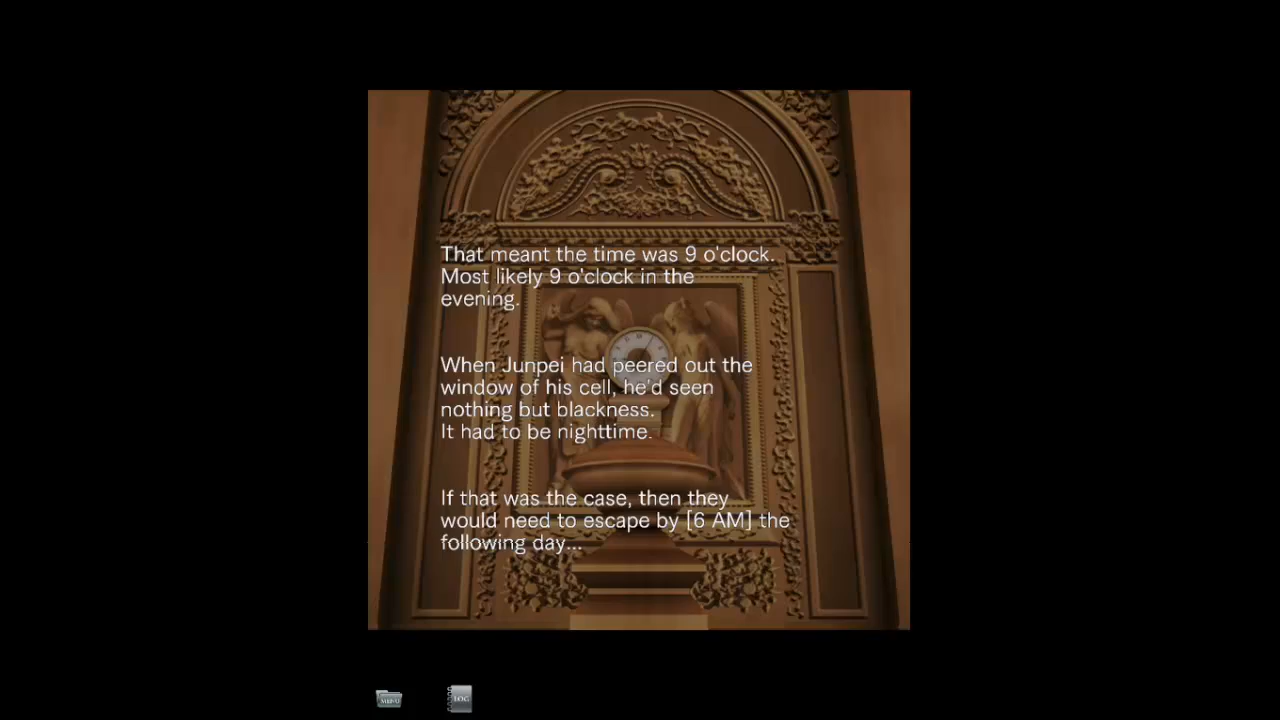 That meant the time was 9 o'clock.
Most likely 9 o'clock in the
evening.
When Junpei had peered out the
window of his cell, he'd seen
nothing but blackness.
It had to be nighttime.
If that was the case, then they
would need to escape by [6 AM] the
following day...
MENU
LOG